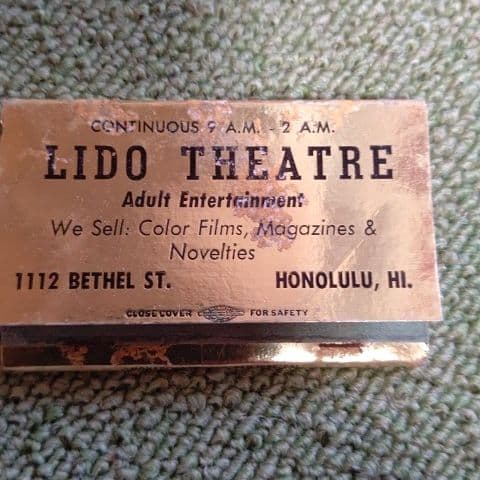 CONTINUOUS 9 A.M. - 2 A.M.
LIDO THEATRE
Adult Entertainment
We Sell: Color Films, Magazines &
Novelties
1112 BETHEL ST. HONOLULU, HI.
CLOSE COVER FOR SAFETY